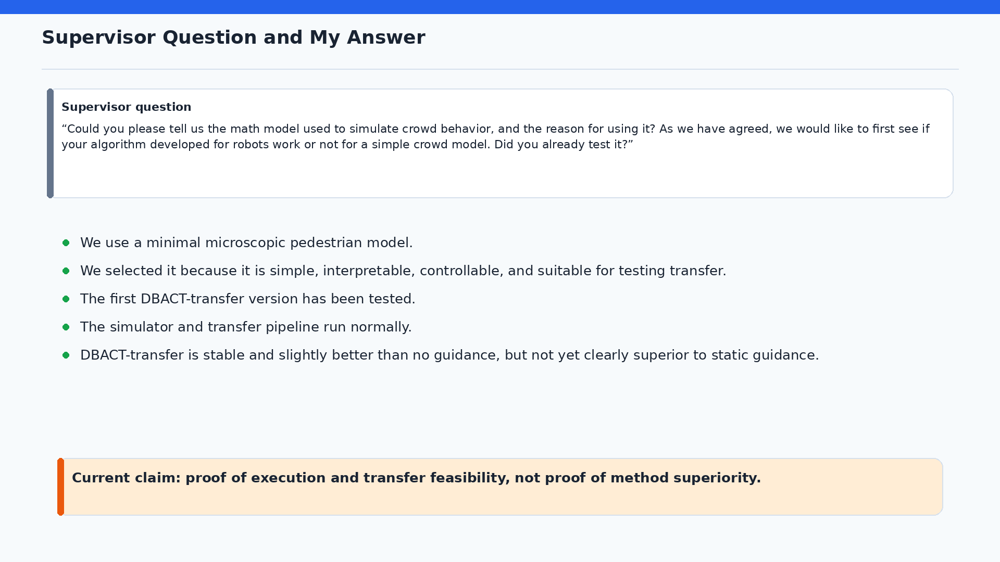 Supervisor Question and My Answer
Supervisor question
“Could you please tell us the math model used to simulate crowd behavior, and the reason for using it? As we have agreed, we would like to first see if
your algorithm developed for robots work or not for a simple crowd model. Did you already test it?”
We use a minimal microscopic pedestrian model.
We selected it because it is simple, interpretable, controllable, and suitable for testing transfer.
The first DBACT-transfer version has been tested.
The simulator and transfer pipeline run normally.
DBACT-transfer is stable and slightly better than no guidance, but not yet clearly superior to static guidance.
Current claim: proof of execution and transfer feasibility, not proof of method superiority.